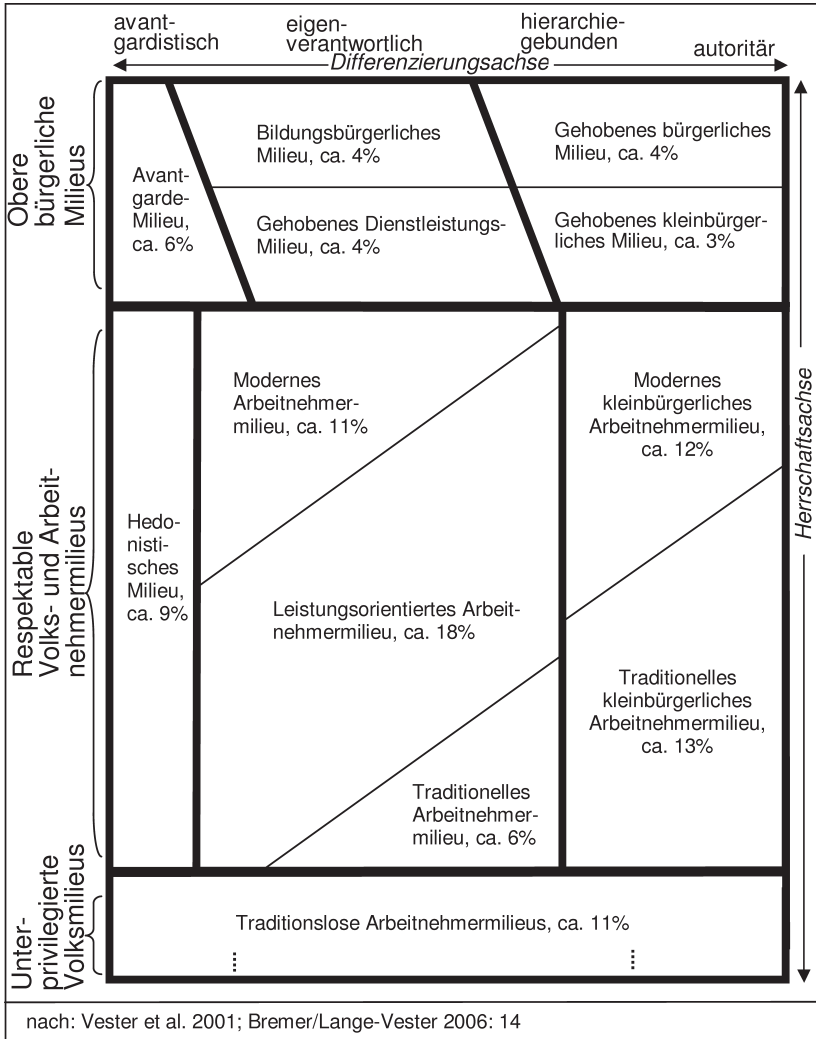 avant-
gardistisch
eigen-
verantwortlich
hierarchie-
gebunden
autoritär
Differenzierungsachse
Obere
bürgerliche
Milieus
Avant-
garde-
Milieu,
ca. 6%
Bildungsbürgerliches
Milieu, ca. 4%
Gehobenes bürgerliches
Milieu, ca. 4%
Gehobenes Dienstleistungs-
Milieu, ca. 4%
Gehobenes kleinbürger-
liches Milieu, ca. 3%
Herrschaftsachse
Respektable
Volks- und Arbeit-
nehmermilieus
Hedo-
nisti-
sches
Milieu,
ca. 9%
Modernes
Arbeitnehmer-
milieu, ca. 11%
Modernes
kleinbürgerliches
Arbeitnehmermilieu,
ca. 12%
Leistungsorientiertes Arbeit-
nehmermilieu, ca. 18%
Traditionelles
kleinbürgerliches
Arbeitnehmermilieu,
ca. 13%
Traditionelles
Arbeitnehmer-
milieu, ca. 6%
Unter-
privilegierte
Volksmilieus
Traditionslose Arbeitnehmermilieus, ca. 11%
nach: Vester et al. 2001; Bremer/Lange-Vester 2006: 14